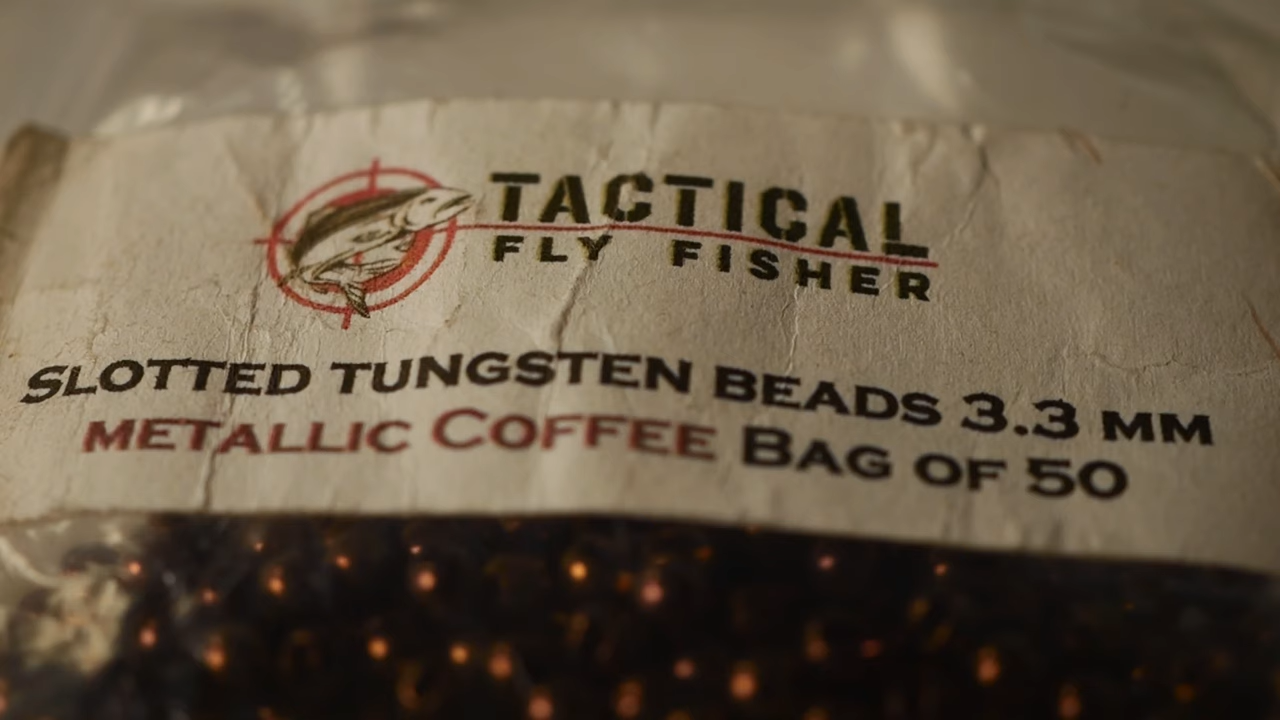 TACTICAL
FLY FISHER
SLOTTED TUNGSTEN BEADS 3.3 MM
METALLIC COFFEE BAG OF 50